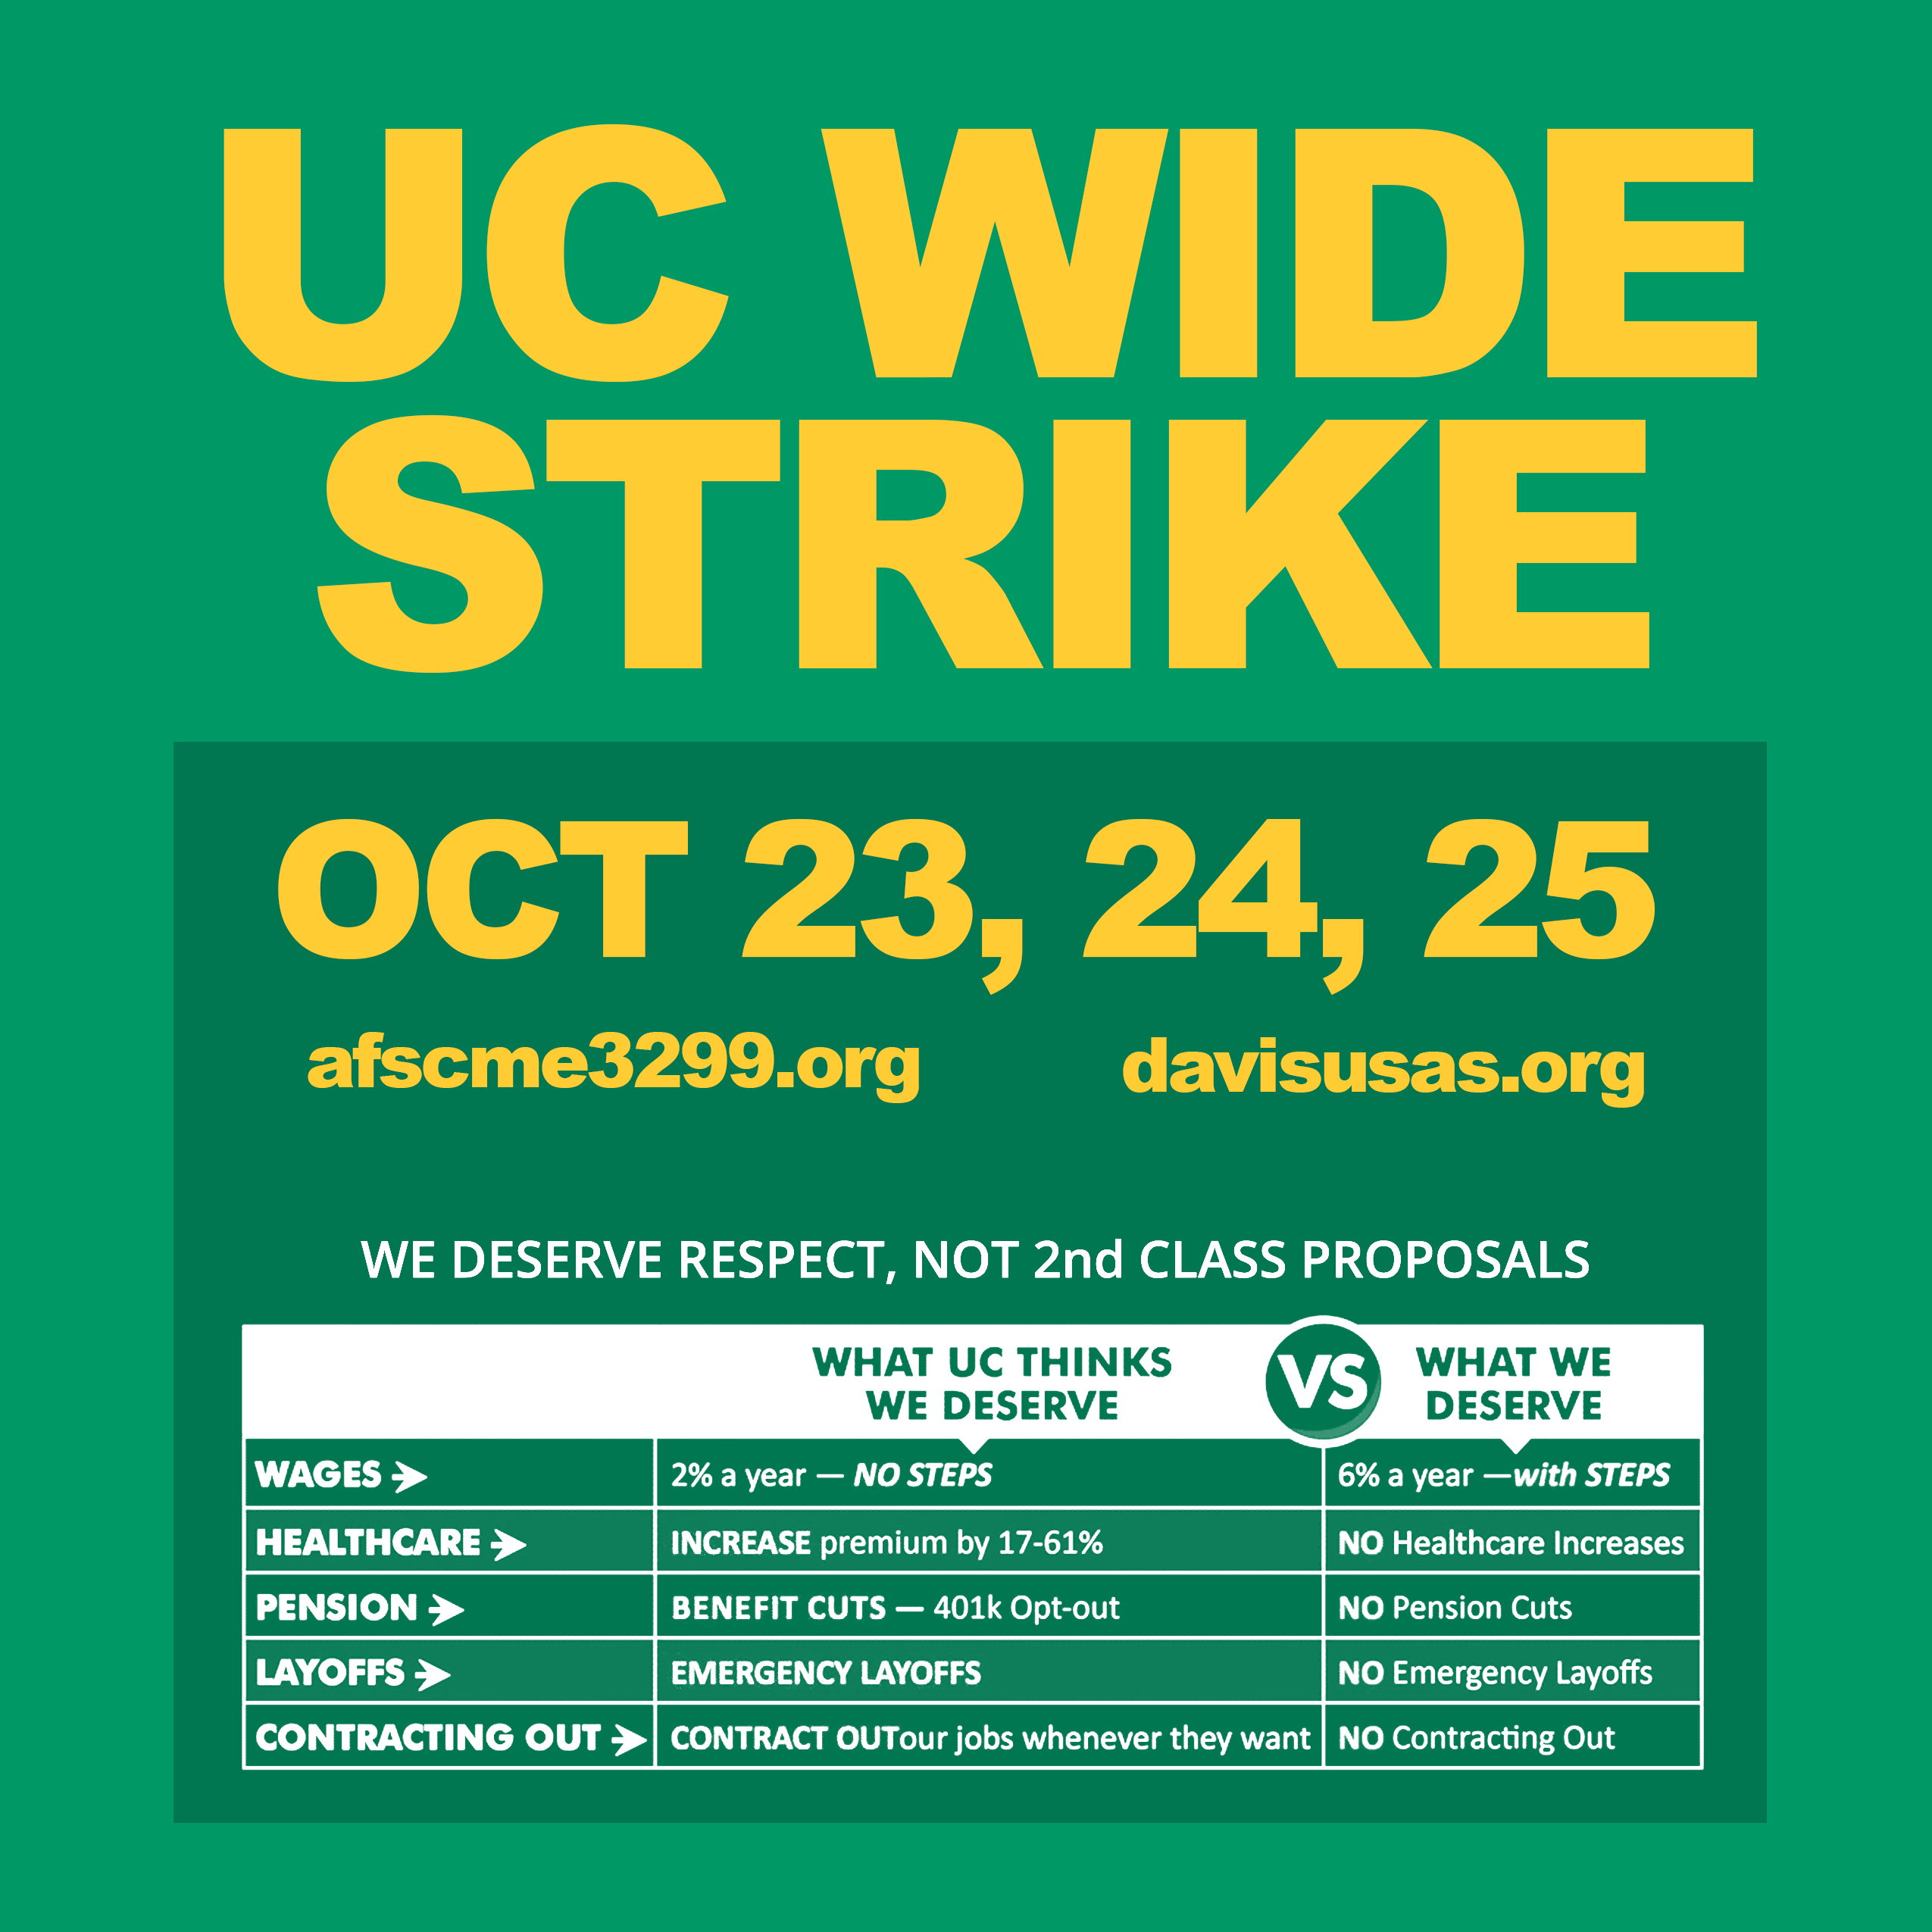 UC WIDE
STRIKE
OCT 23, 24, 25
afscme3299.org davisusas.org
WE DESERVE RESPECT, NOT 2nd CLASS PROPOSALS
WHAT UC THINKS
WE DESERVE
VS
WHAT WE
DESERVE
WAGES 2% a year — NO STEPS 6% a year —with STEPS
HEALTHCARE INCREASE premium by 17-61% NO Healthcare Increases
PENSION BENEFIT CUTS — 401k Opt-out NO Pension Cuts
LAYOFFS EMERGENCY LAYOFFS NO Emergency Layoffs
CONTRACTING OUT CONTRACT OUTour jobs whenever they want NO Contracting Out